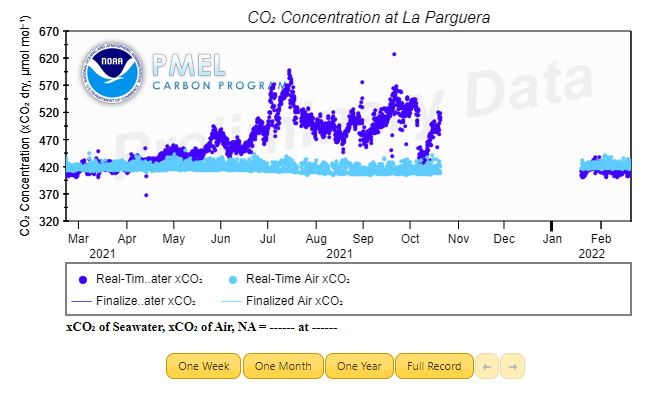 CO₂ Concentration at La Parguera
CO₂ Concentration (xCO₂ dry, μmol mol⁻¹)
670
620
570
520
470
420
370
320
NOAA
PMEL
CARBON PROGRAM
Preliminary Data
Mar Apr May Jun Jul Aug Sep Oct Nov Dec Jan Feb
2021 2021 2022
Real-Tim..ater xCO₂ Real-Time Air xCO₂
Finalize..ater xCO₂ Finalized Air xCO₂
xCO₂ of Seawater, xCO₂ of Air, NA = ------ at ------
One Week One Month One Year Full Record ← →